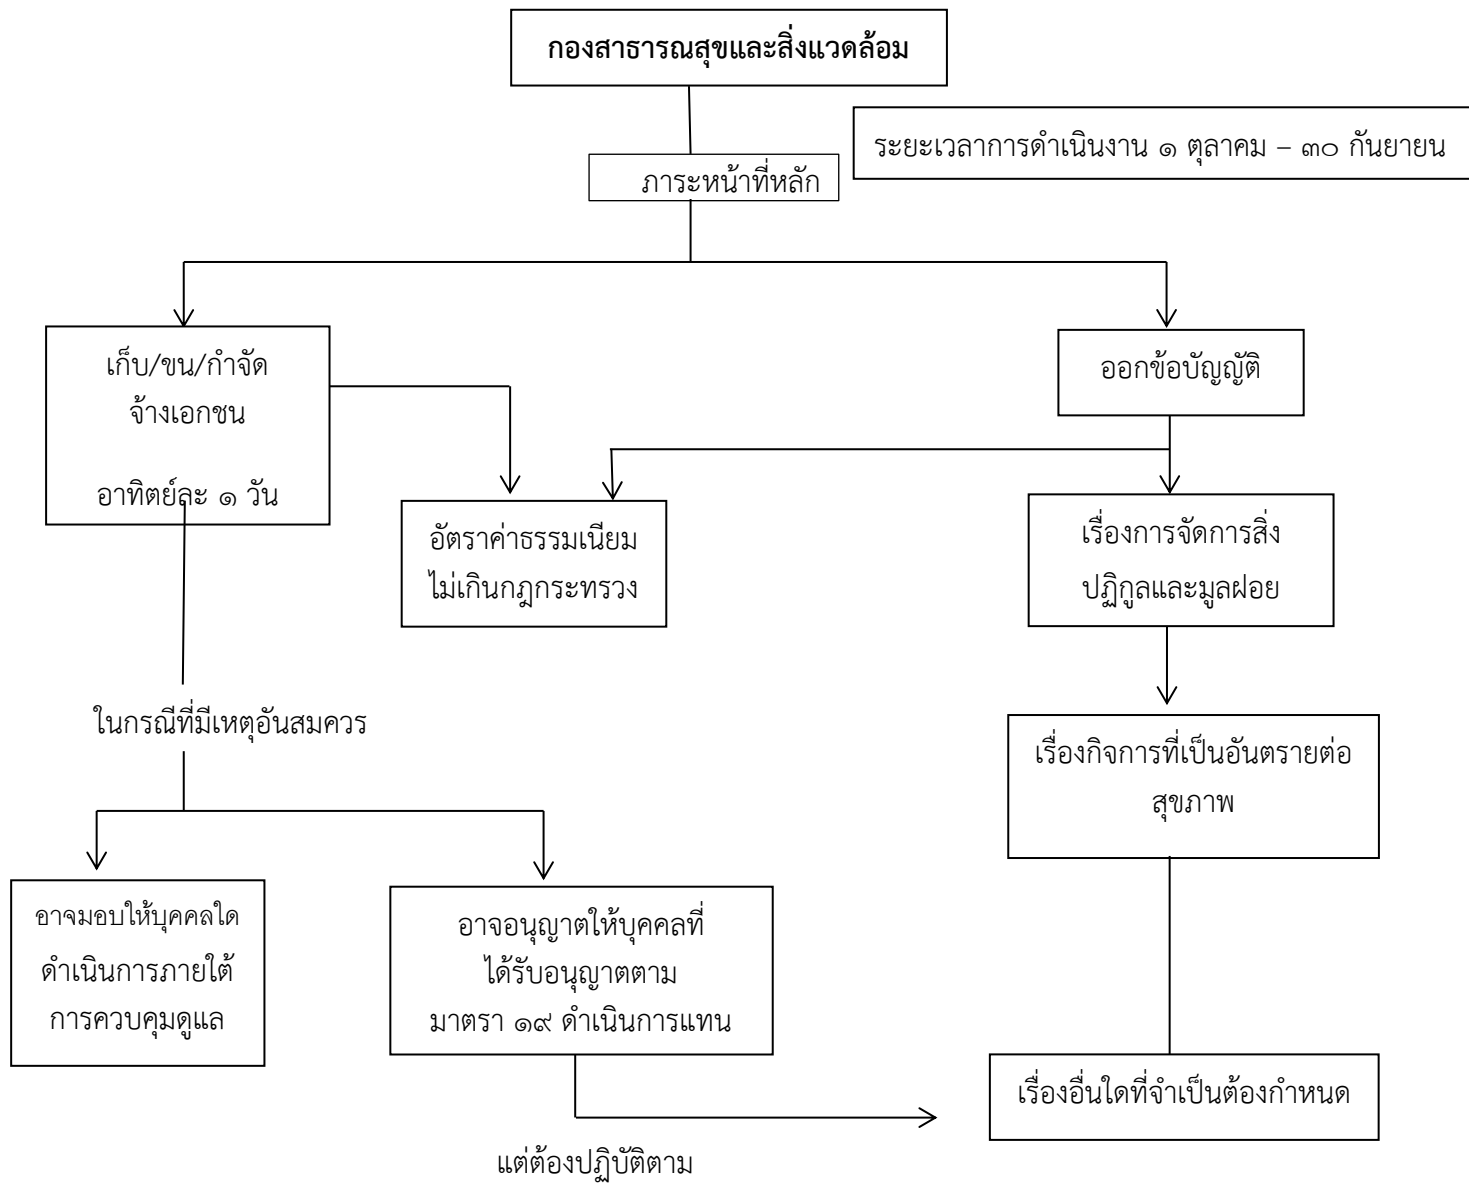 กองสาธารณสุขและสิ่งแวดล้อม
ระยะเวลาการดำเนินงาน ๑ ตุลาคม – ๓๐ กันยายน
ภาระหน้าที่หลัก
เก็บ/ขน/กำจัด
จ้างเอกชน
อาทิตย์ละ ๑ วัน
ออกข้อบัญญัติ
อัตราค่าธรรมเนียม
ไม่เกินกฎกระทรวง
เรื่องการจัดการสิ่ง
ปฏิกูลและมูลฝอย
ในกรณีที่มีเหตุอันสมควร
เรื่องกิจการที่เป็นอันตรายต่อ
สุขภาพ
อาจมอบให้บุคคลใด
ดำเนินการภายใต้
การควบคุมดูแล
อาจอนุญาตให้บุคคลที่
ได้รับอนุญาตตาม
มาตรา ๑๙ ดำเนินการแทน
เรื่องอื่นใดที่จำเป็นต้องกำหนด
แต่ต้องปฏิบัติตาม